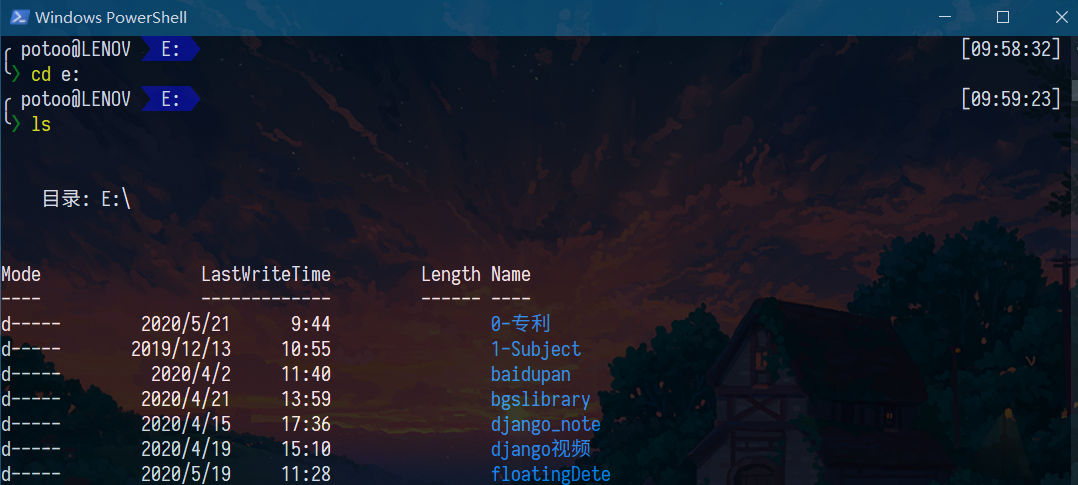 Windows PowerShell
potoo@LENOV E: [09:58:32]
❯ cd e:
potoo@LENOV E: [09:59:23]
❯ ls
目录: E:\
Mode LastWriteTime Length Name
---- ------------- ------ ----
d----- 2020/5/21 9:44 0-专利
d----- 2019/12/13 10:55 1-Subject
d----- 2020/4/2 11:40 baidupan
d----- 2020/4/21 13:59 bgslibrary
d----- 2020/4/15 17:36 django_note
d----- 2020/4/19 15:10 django视频
d----- 2020/5/19 11:28 floatingDete